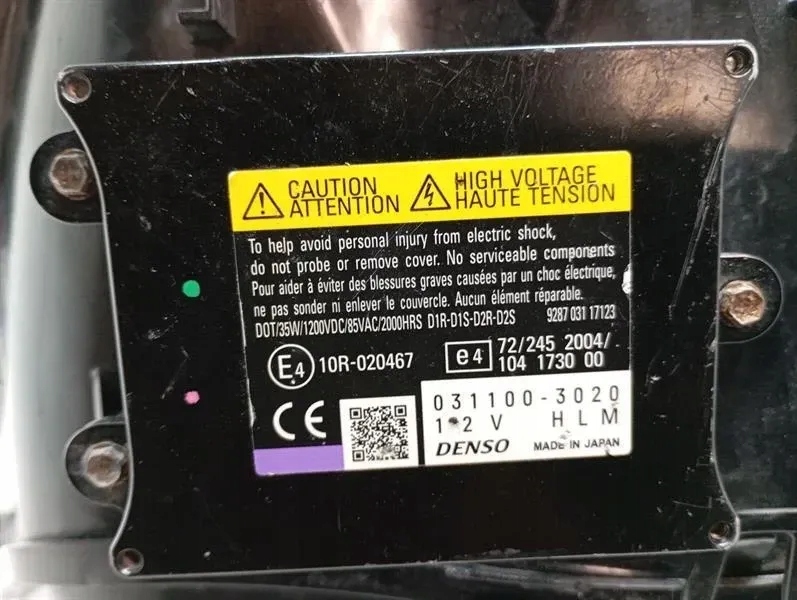 CAUTION
ATTENTION
HIGH VOLTAGE
HAUTE TENSION
To help avoid personal injury from electric shock,
do not probe or remove cover. No serviceable components
Pour aider à éviter des blessures graves causées par un choc électrique,
ne pas sonder ni enlever le couvercle. Aucun élément réparable.
DOT/35W/1200VDC/85VAC/2000HRS D1R-D1S-D2R-D2S 9287 031 17123
E4 10R-020467
e4 72/245 2004/
104 1730 00
CE
031100-3020
12V HLM
DENSO MADE IN JAPAN